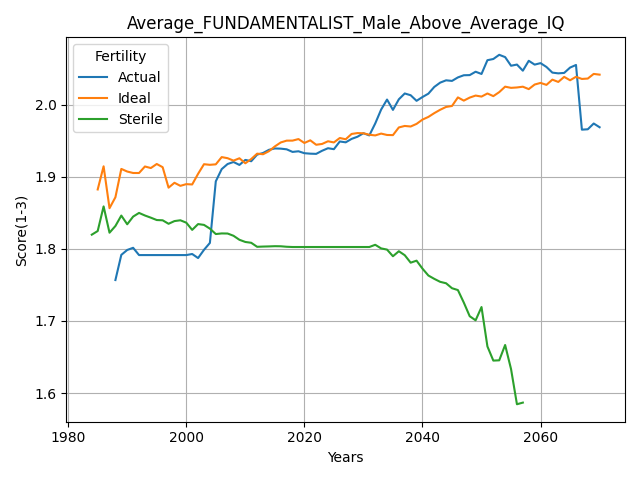 Average_FUNDAMENTALIST_Male_Above_Average_IQ
Fertility
Actual
Ideal
Sterile
Score(1-3)
2.0
1.9
1.8
1.7
1.6
1980
2000
2020
2040
2060
Years